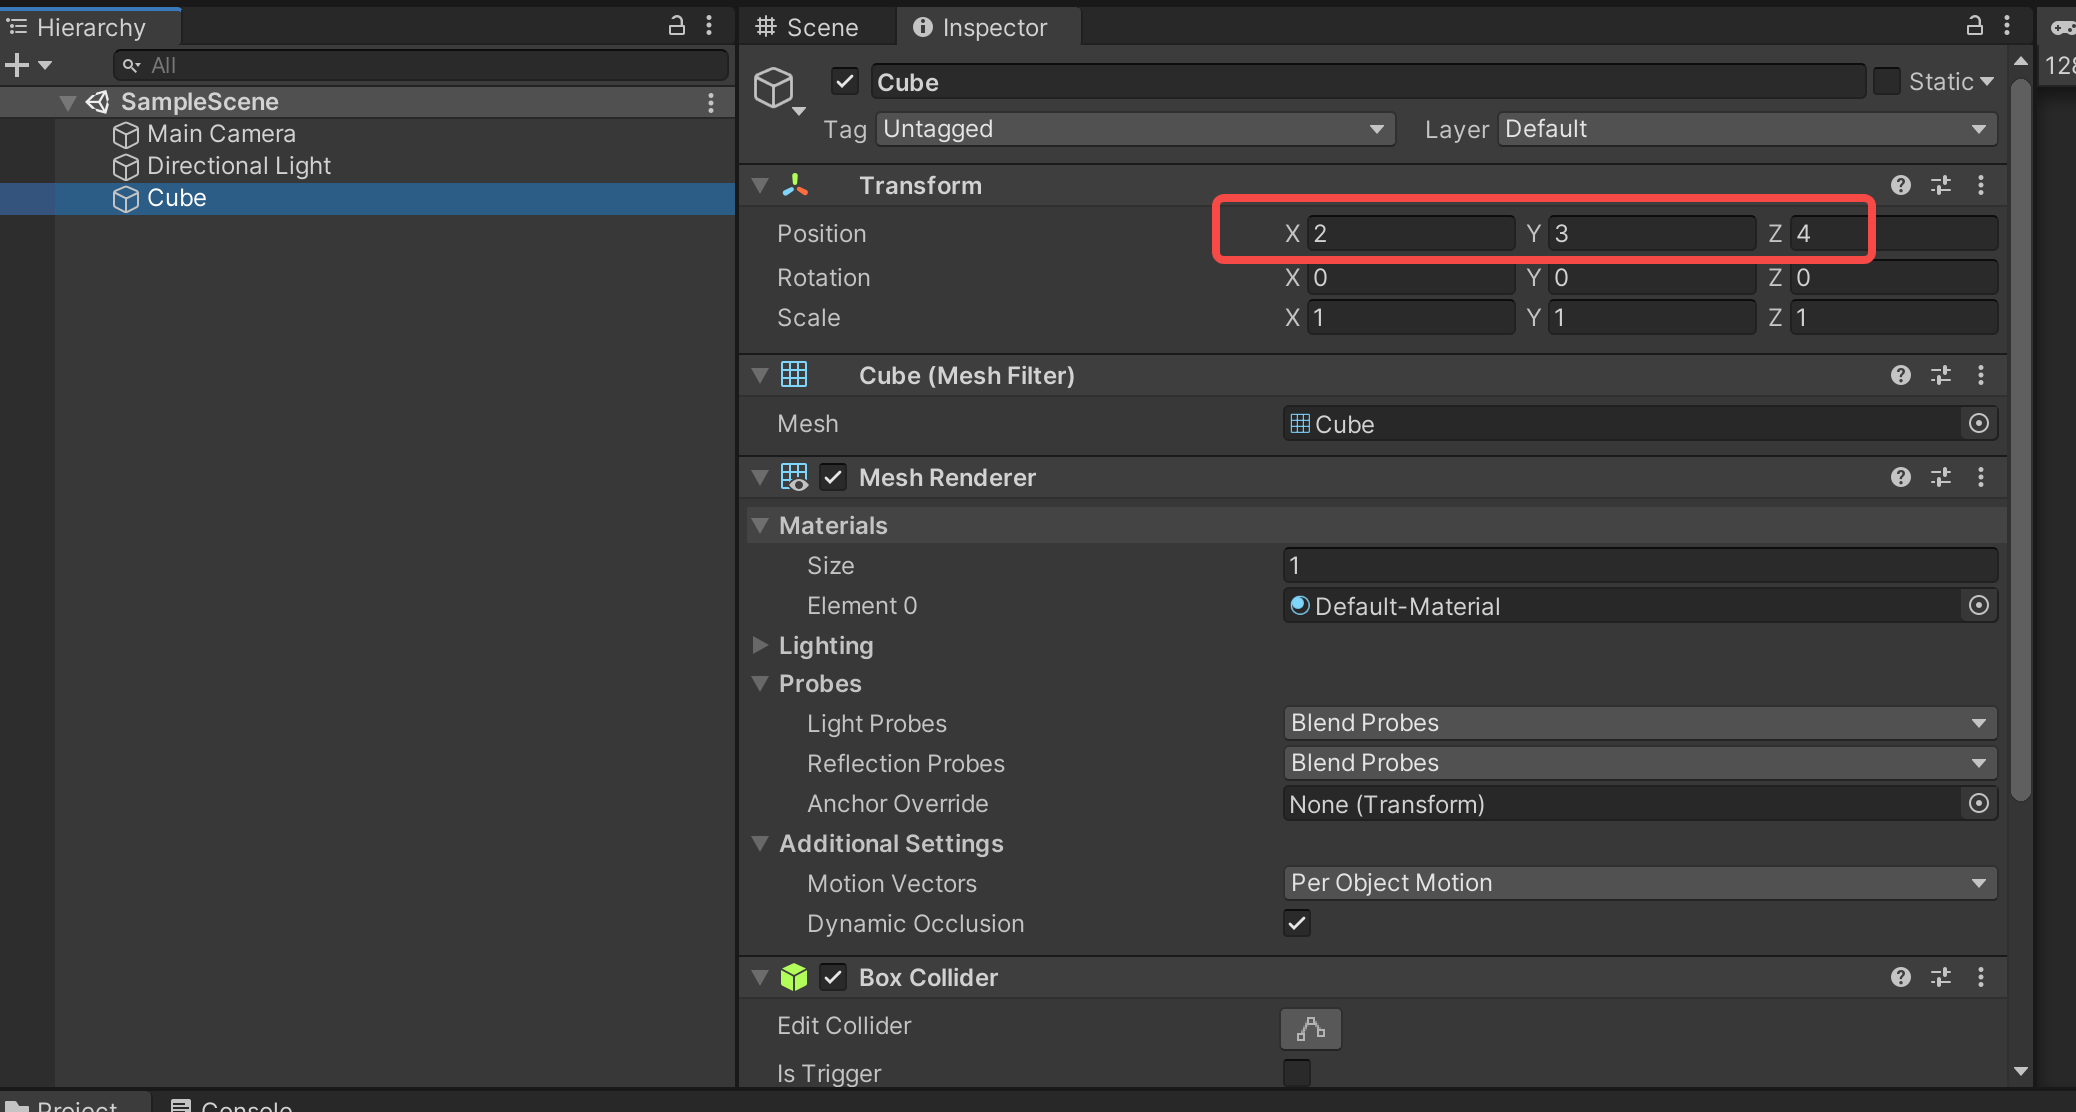 Hierarchy
All
SampleScene
Main Camera
Directional Light
Cube
Scene
Inspector
Cube
Static
Tag Untagged Layer Default
Transform
Position X 2 Y 3 Z 4
Rotation X 0 Y 0 Z 0
Scale X 1 Y 1 Z 1
Cube (Mesh Filter)
Mesh Cube
Mesh Renderer
Materials
Size 1
Element 0 Default-Material
Lighting
Probes
Light Probes Blend Probes
Reflection Probes Blend Probes
Anchor Override None (Transform)
Additional Settings
Motion Vectors Per Object Motion
Dynamic Occlusion
Box Collider
Edit Collider
Is Trigger
Project
Console